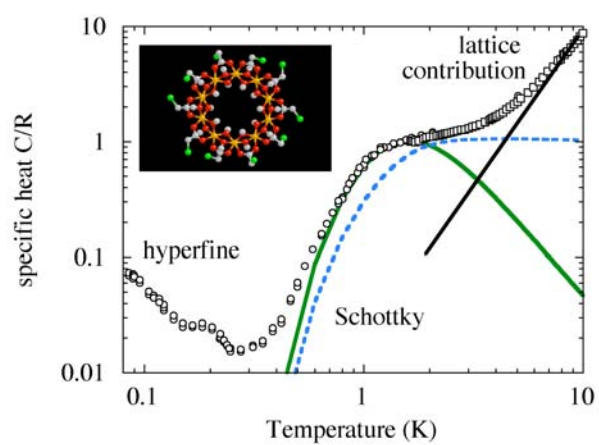 10
lattice
contribution
1
specific heat C/R
hyperfine
0.1
Schottky
0.01
0.1
1
10
Temperature (K)